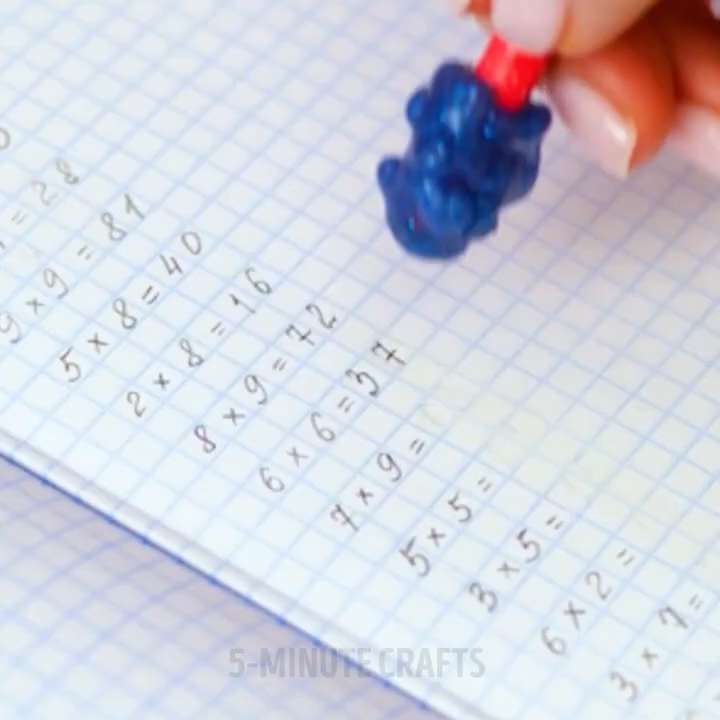 = 28
9 × 9 = 81
5 × 8 = 40
2 × 8 = 16
8 × 9 = 72
6 × 6 = 37
7 × 9 =
5 × 5 =
3 × 5 =
6 × 2 =
3 × 7 =
5-MINUTE CRAFTS